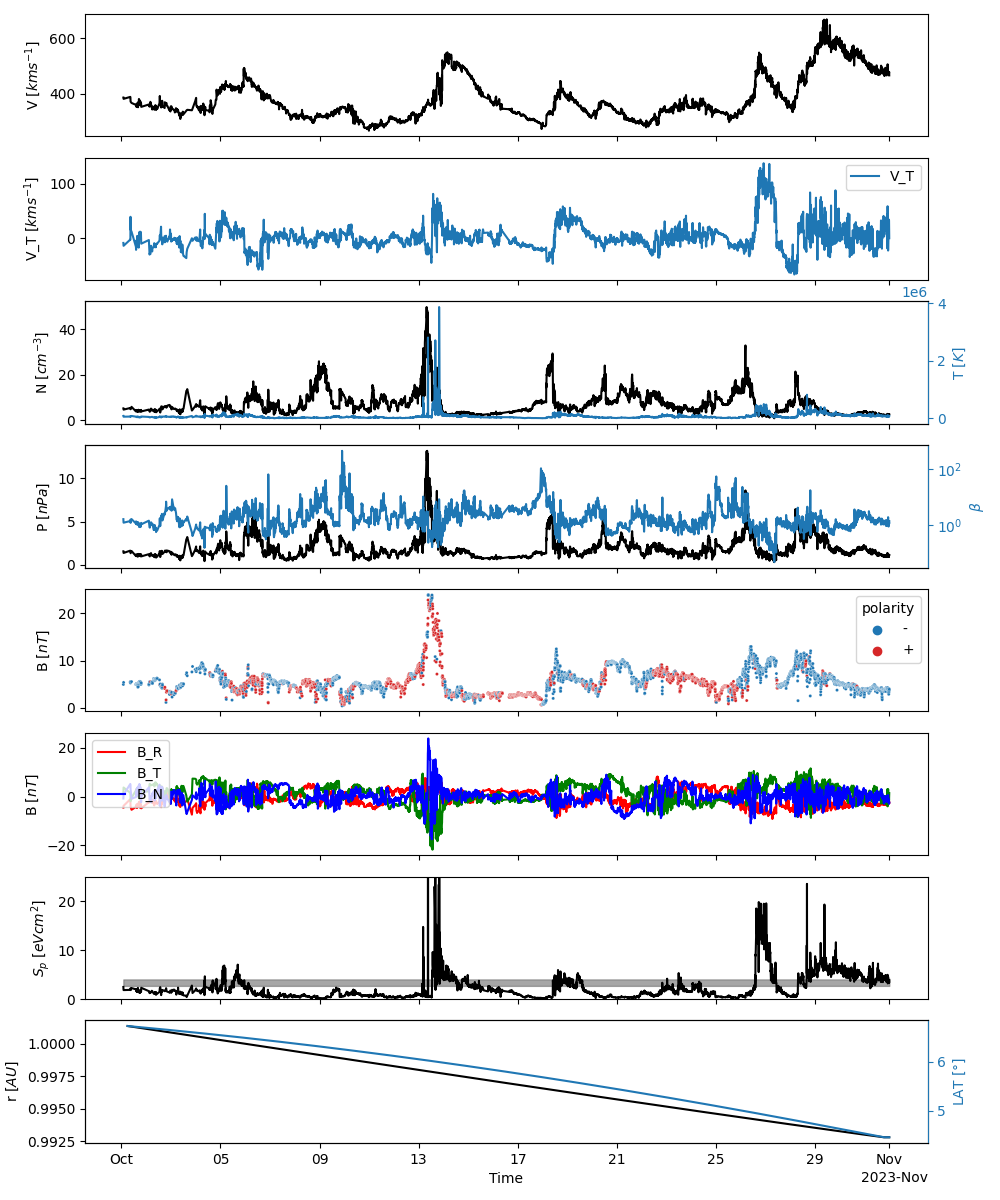 600
400
V [kms⁻¹]
V_T
100
0
V_T [kms⁻¹]
1e6
40
20
0
N [cm⁻³]
4
2
0
T [K]
10
5
0
P [nPa]
10²
10⁰
β
polarity
-
+
20
10
0
B [nT]
B_R
B_T
B_N
20
0
−20
B [nT]
20
10
0
S_p [eVcm²]
1.0000
0.9975
0.9950
0.9925
r [AU]
6
5
LAT [°]
Oct 05 09 13 17 21 25 29 Nov
Time
2023-Nov